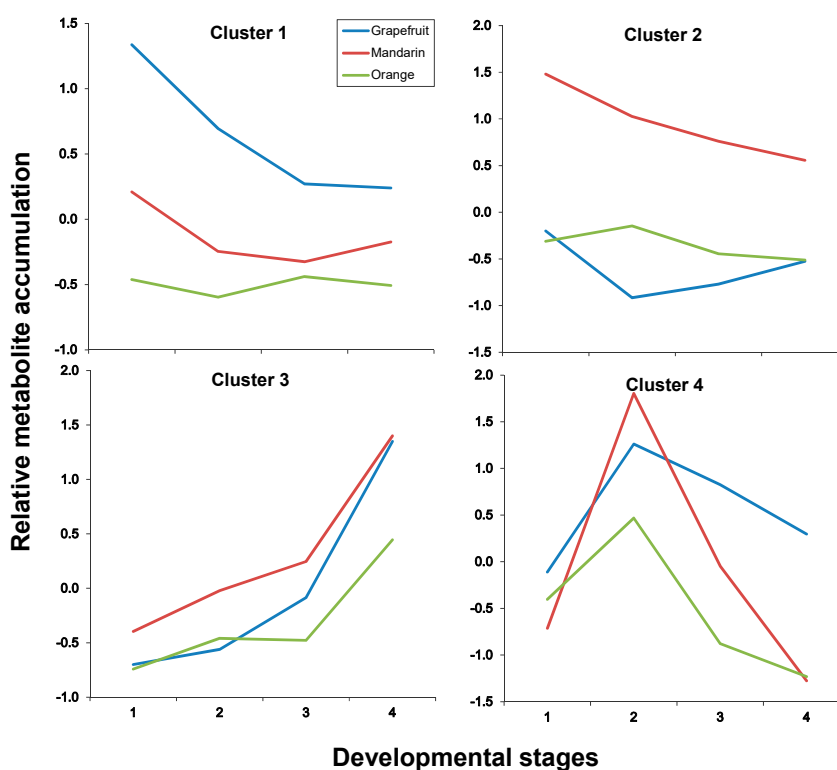 Relative metabolite accumulation
Cluster 1
Grapefruit
Mandarin
Orange
1.5
1.0
0.5
0.0
-0.5
-1.0
Cluster 2
2.0
1.5
1.0
0.5
0.0
-0.5
-1.0
-1.5
Cluster 3
2.0
1.5
1.0
0.5
0.0
-0.5
-1.0
1 2 3 4
Cluster 4
2.0
1.5
1.0
0.5
0.0
-0.5
-1.0
-1.5
1 2 3 4
Developmental stages